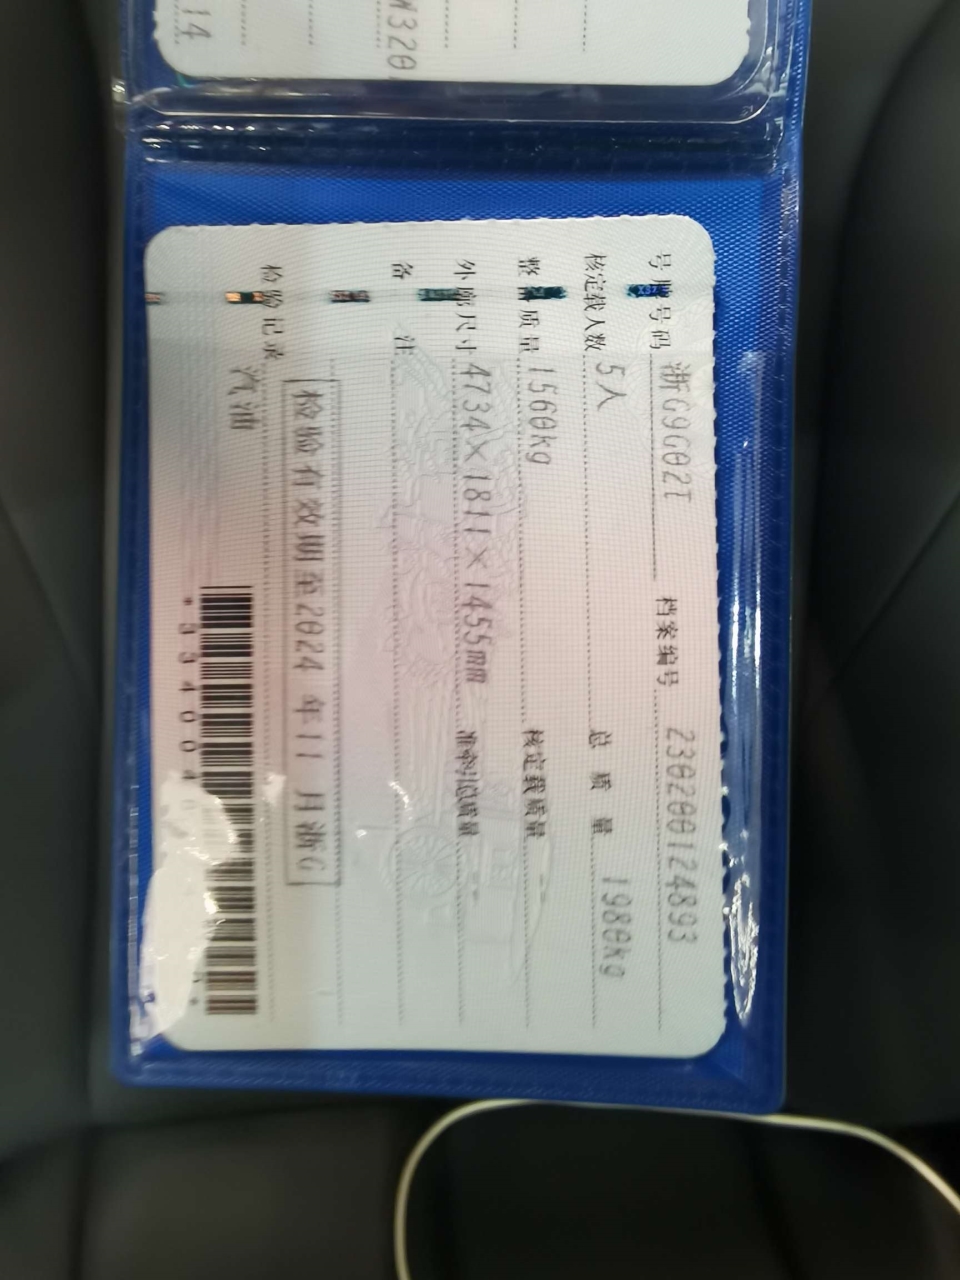 M320
14
号牌号码 浙G9G02T 档案编号 230200124893
核定载人数 5人 总质量 1980kg
整备质量 1560kg 核定载质量
外廓尺寸 4734×1811×1455mm 准牵引总质量
备注
检验有效期至2024年11月浙G
检验记录
汽油
*334004